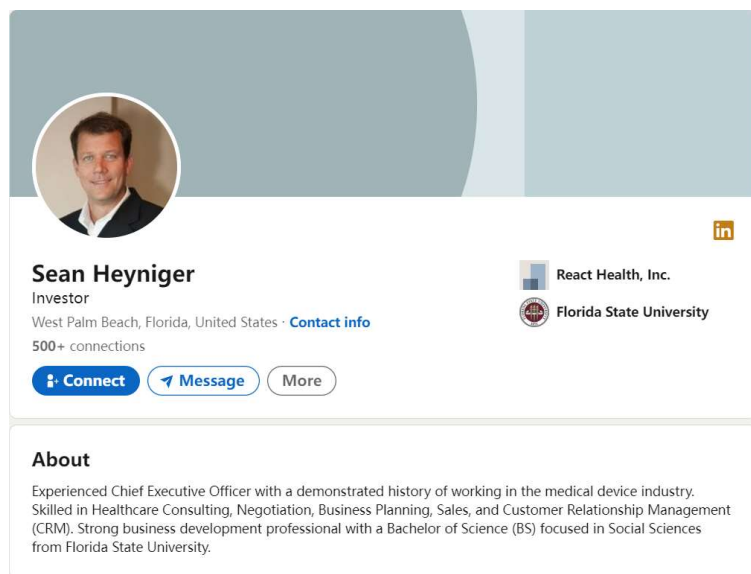 in
Sean Heyniger
Investor
West Palm Beach, Florida, United States · Contact info
500+ connections
React Health, Inc.
Florida State University
Connect
Message
More
About
Experienced Chief Executive Officer with a demonstrated history of working in the medical device industry.
Skilled in Healthcare Consulting, Negotiation, Business Planning, Sales, and Customer Relationship Management
(CRM). Strong business development professional with a Bachelor of Science (BS) focused in Social Sciences
from Florida State University.